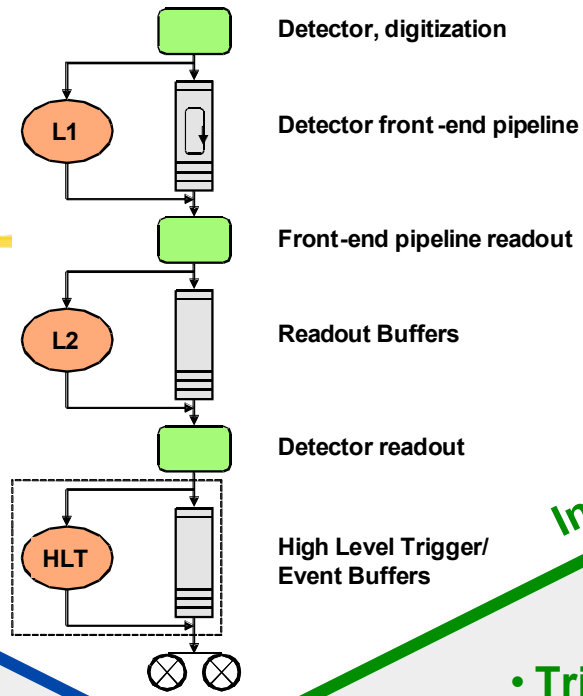 Detector, digitization
L1
Detector front -end pipeline
Front-end pipeline readout
L2
Readout Buffers
Detector readout
HLT
High Level Trigger/
Event Buffers